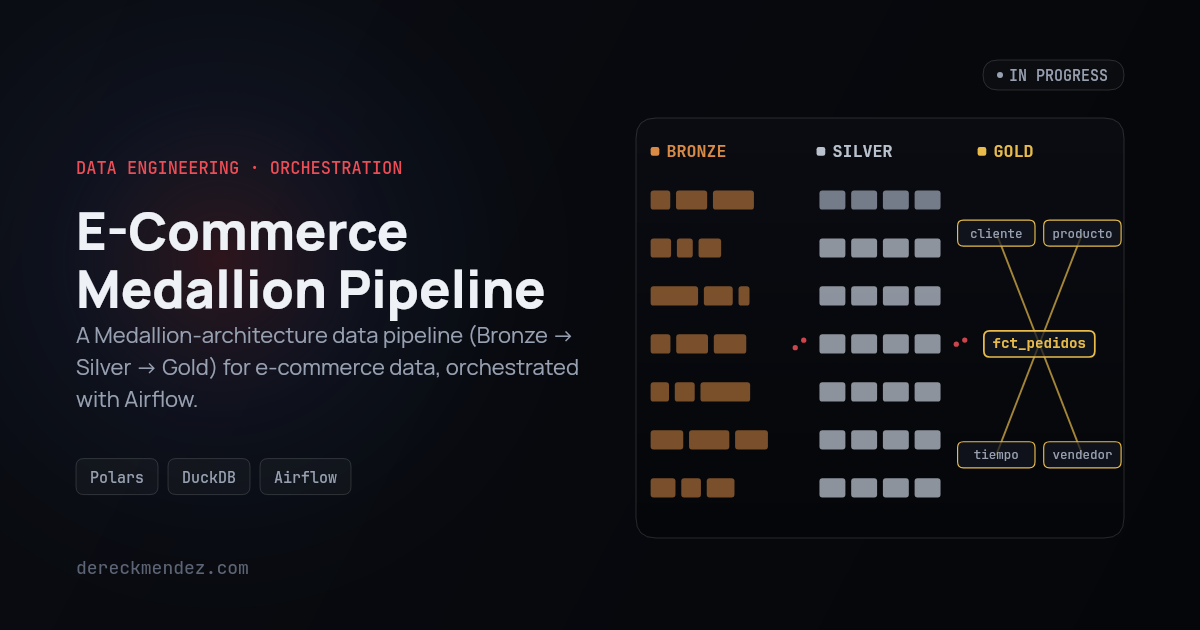 IN PROGRESS
DATA ENGINEERING · ORCHESTRATION
E-Commerce
Medallion Pipeline
A Medallion-architecture data pipeline (Bronze →
Silver → Gold) for e-commerce data, orchestrated
with Airflow.
Polars DuckDB Airflow
dereckmendez.com
BRONZE SILVER GOLD
cliente producto
fct_pedidos
tiempo vendedor